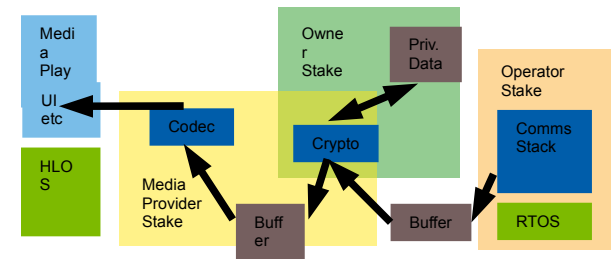 Medi
a
Play
UI
etc
HLO
S
Codec
Media
Provider
Stake
Buff
er
Owne
r
Stake
Priv.
Data
Crypto
Buffer
Operator
Stake
Comms
Stack
RTOS